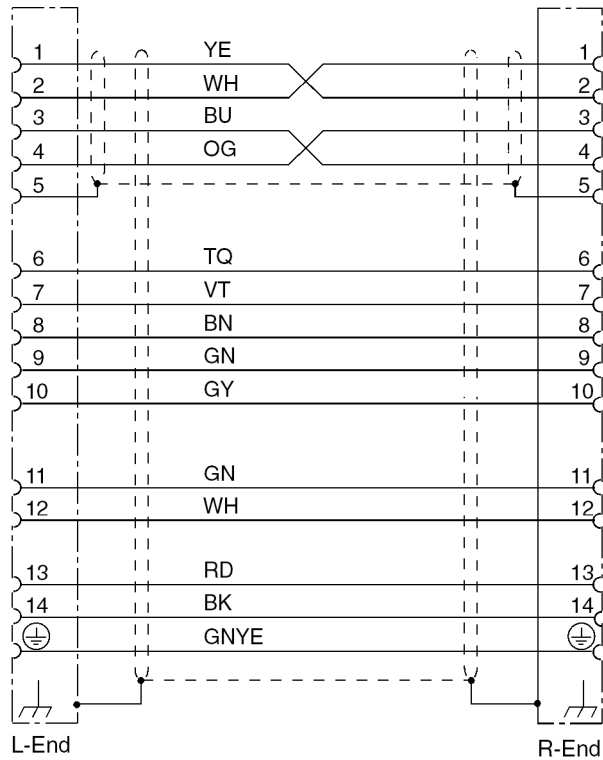 1 YE 1
2 WH 2
3 BU 3
4 OG 4
5 5
6 TQ 6
7 VT 7
8 BN 8
9 GN 9
10 GY 10
11 GN 11
12 WH 12
13 RD 13
14 BK 14
GNYE
L-End R-End